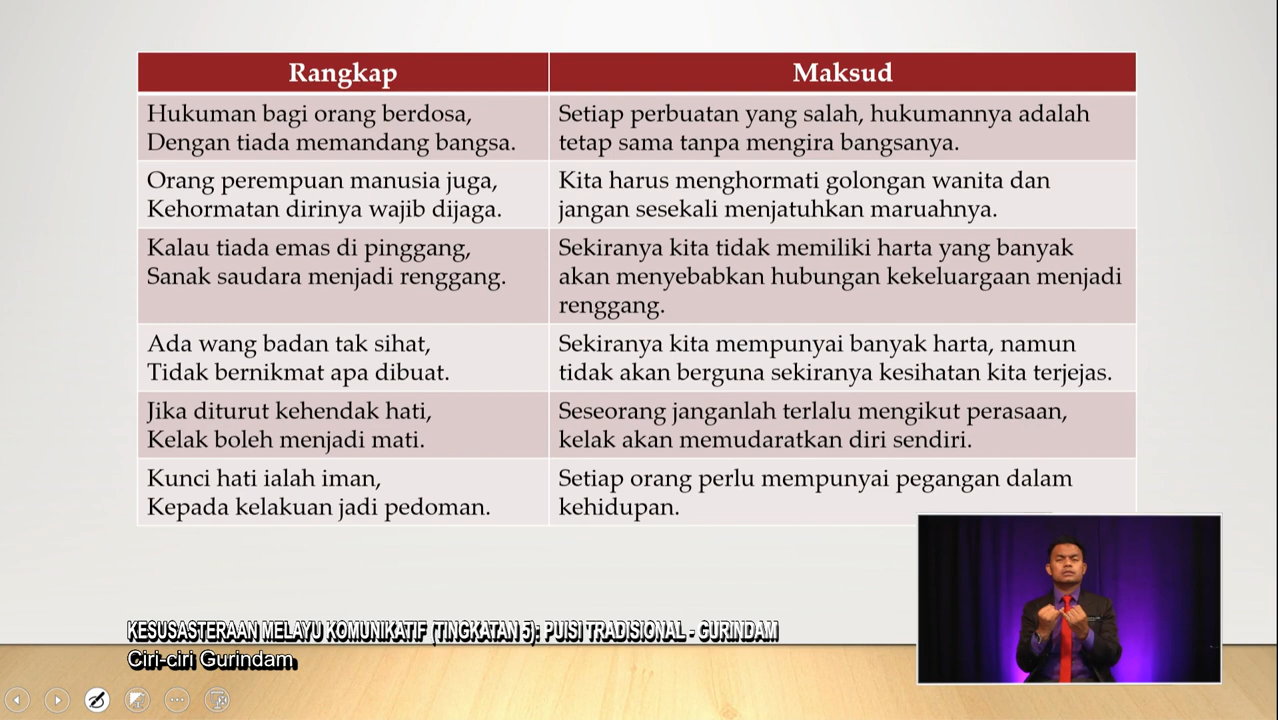 Rangkap
Maksud
Hukuman bagi orang berdosa,
Dengan tiada memandang bangsa.
Setiap perbuatan yang salah, hukumannya adalah
tetap sama tanpa mengira bangsanya.
Orang perempuan manusia juga,
Kehormatan dirinya wajib dijaga.
Kita harus menghormati golongan wanita dan
jangan sesekali menjatuhkan maruahnya.
Kalau tiada emas di pinggang,
Sanak saudara menjadi renggang.
Sekiranya kita tidak memiliki harta yang banyak
akan menyebabkan hubungan kekeluargaan menjadi
renggang.
Ada wang badan tak sihat,
Tidak bernikmat apa dibuat.
Sekiranya kita mempunyai banyak harta, namun
tidak akan berguna sekiranya kesihatan kita terjejas.
Jika diturut kehendak hati,
Kelak boleh menjadi mati.
Seseorang janganlah terlalu mengikut perasaan,
kelak akan memudaratkan diri sendiri.
Kunci hati ialah iman,
Kepada kelakuan jadi pedoman.
Setiap orang perlu mempunyai pegangan dalam
kehidupan.
KESUSASTERAAN MELAYU KOMUNIKATIF (TINGKATAN 5): PUISI TRADISIONAL - GURINDAM
Ciri-ciri Gurindam